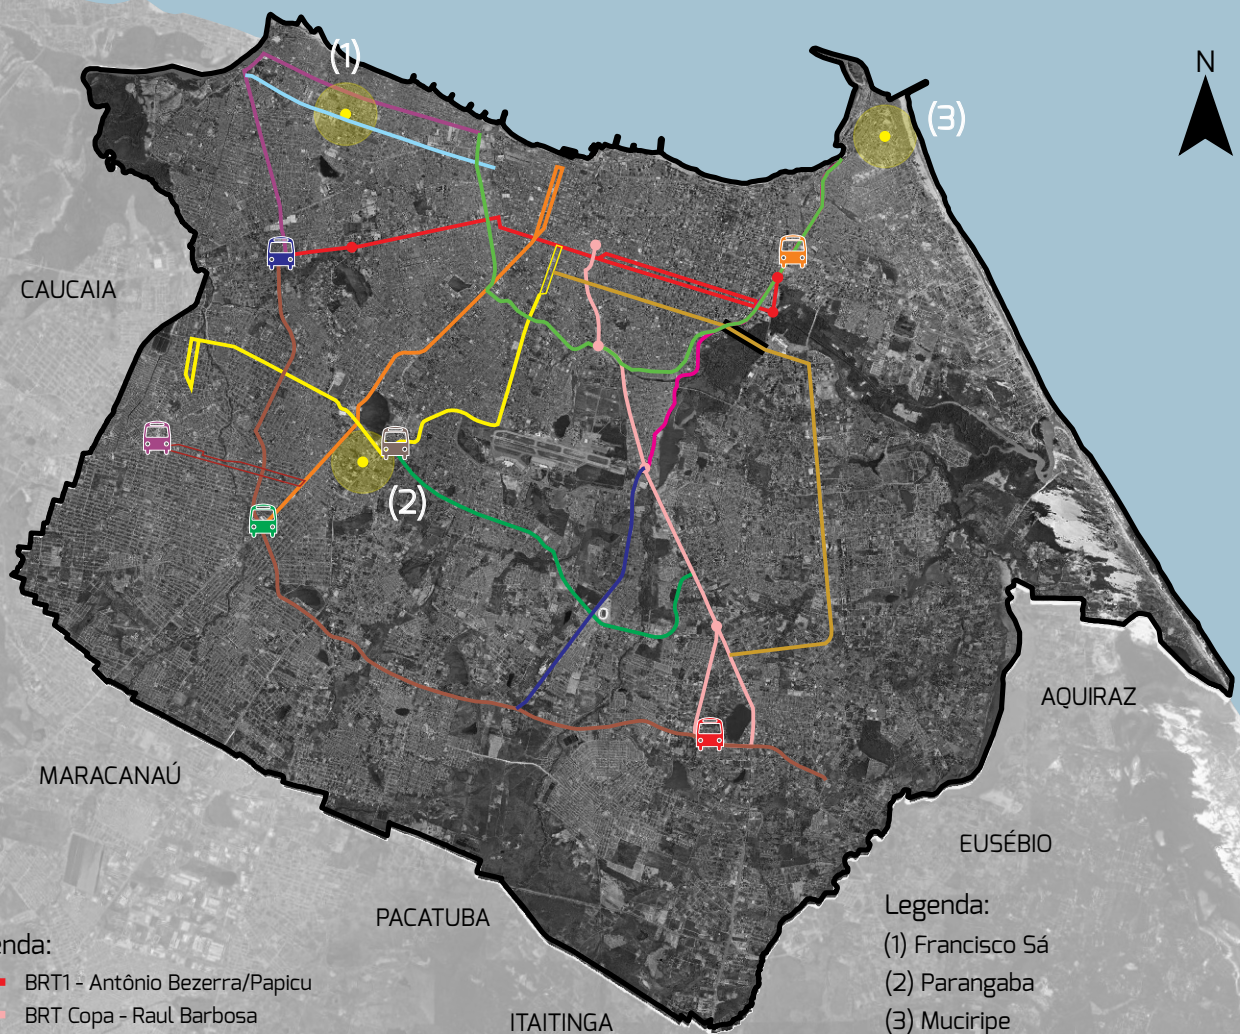 (1)
N
(3)
CAUCAIA
(2)
AQUIRAZ
MARACANAÚ
EUSÉBIO
PACATUBA
Legenda:
(1) Francisco Sá
(2) Parangaba
(3) Muciripe
enda:
BRT1 - Antônio Bezerra/Papicu
BRT Copa - Raul Barbosa
ITAITINGA